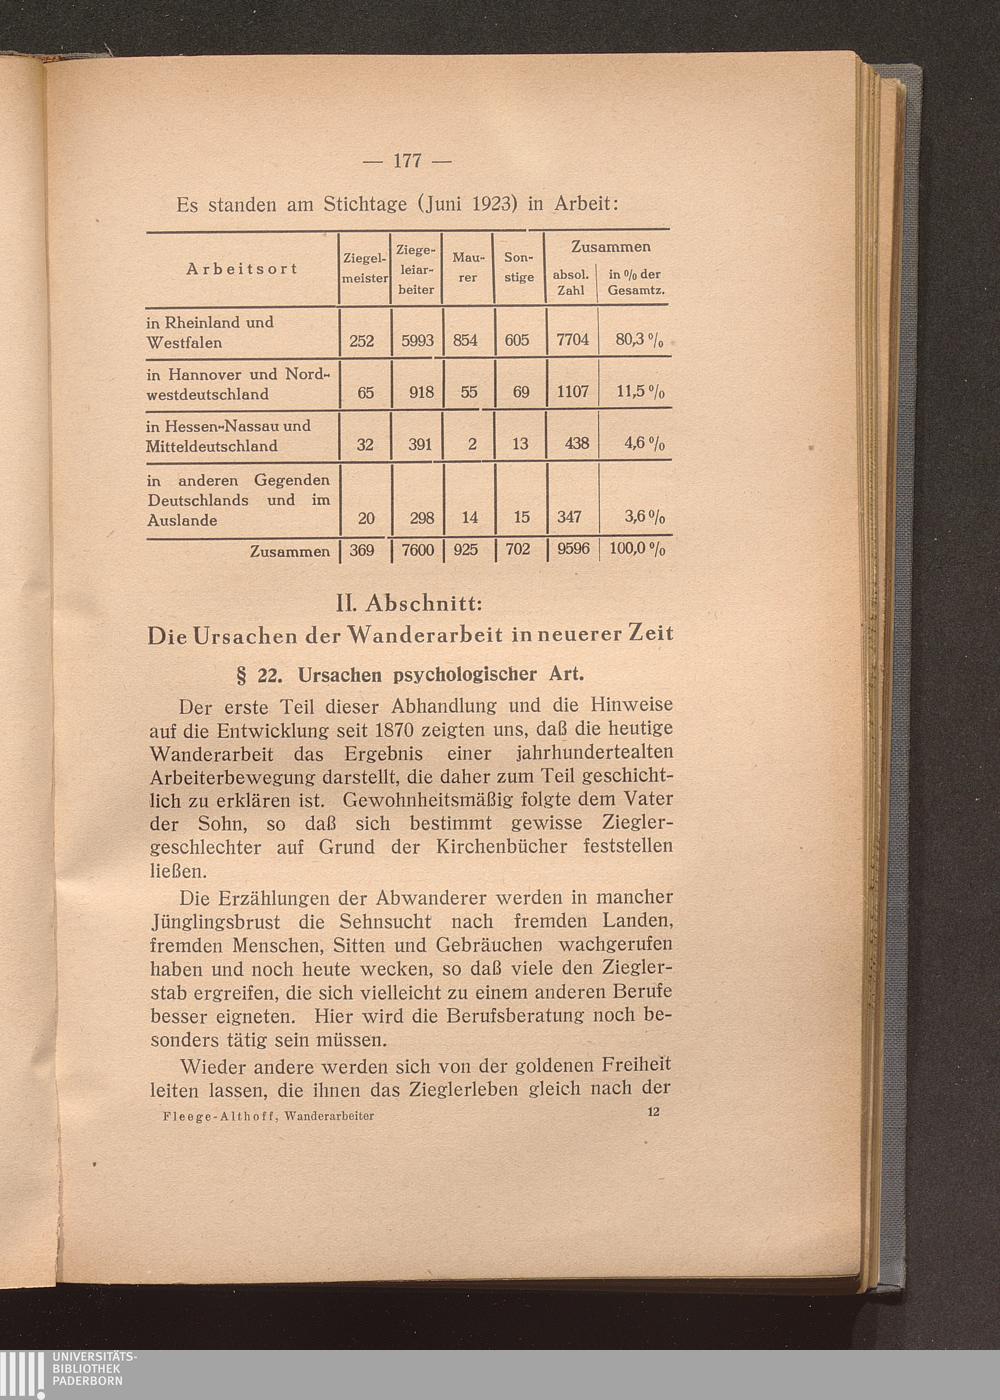 — 177 —
Es standen am Stichtage (Juni 1923) in Arbeit:
Arbeitsort | Ziegel-meister | Ziege-leiar-beiter | Mau-rer | Son-stige | Zusammen absol. Zahl | in % der Gesamtz.
in Rheinland und
Westfalen 252 5993 854 605 7704 80,3 %
in Hannover und Nord-
westdeutschland 65 918 55 69 1107 11,5 %
in Hessen-Nassau und
Mitteldeutschland 32 391 2 13 438 4,6 %
in anderen Gegenden
Deutschlands und im
Auslande 20 298 14 15 347 3,6 %
Zusammen 369 7600 925 702 9596 100,0 %
II. Abschnitt:
Die Ursachen der Wanderarbeit in neuerer Zeit
§ 22. Ursachen psychologischer Art.
Der erste Teil dieser Abhandlung und die Hinweise
auf die Entwicklung seit 1870 zeigten uns, daß die heutige
Wanderarbeit das Ergebnis einer jahrhundertealten
Arbeiterbewegung darstellt, die daher zum Teil geschicht-
lich zu erklären ist. Gewohnheitsmäßig folgte dem Vater
der Sohn, so daß sich bestimmt gewisse Ziegler-
geschlechter auf Grund der Kirchenbücher feststellen
ließen.
Die Erzählungen der Abwanderer werden in mancher
Jünglingsbrust die Sehnsucht nach fremden Landen,
fremden Menschen, Sitten und Gebräuchen wachgerufen
haben und noch heute wecken, so daß viele den Ziegler-
stab ergreifen, die sich vielleicht zu einem anderen Berufe
besser eigneten. Hier wird die Berufsberatung noch be-
sonders tätig sein müssen.
Wieder andere werden sich von der goldenen Freiheit
leiten lassen, die ihnen das Zieglerleben gleich nach der
Fleege-Althoff, Wanderarbeiter 12
UNIVERSITÄTS-
BIBLIOTHEK
PADERBORN